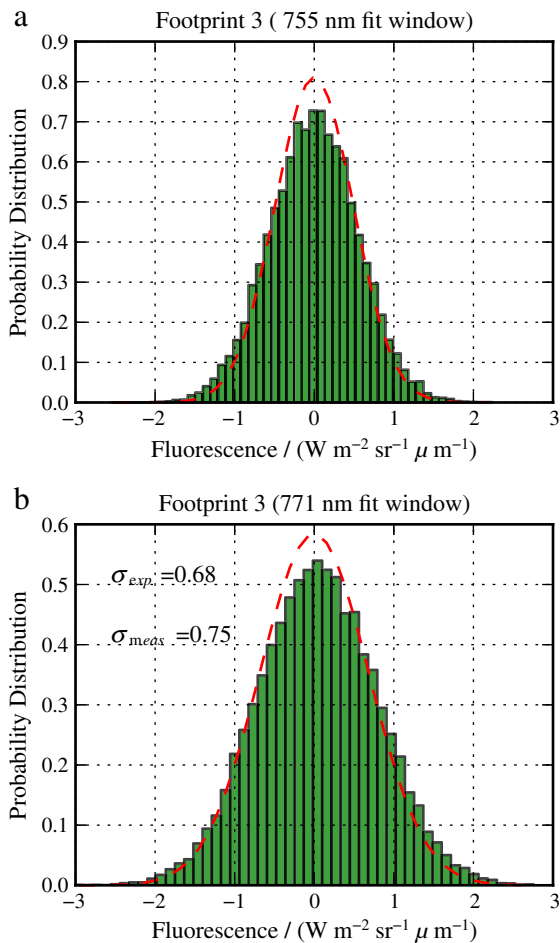 a
Footprint 3 ( 755 nm fit window)
0.9
0.8
0.7
0.6
0.5
0.4
0.3
0.2
0.1
0.0
Probability Distribution
−3 −2 −1 0 1 2 3
Fluorescence / (W m⁻² sr⁻¹ μ m⁻¹)
b
Footprint 3 (771 nm fit window)
0.6
0.5
0.4
0.3
0.2
0.1
0.0
Probability Distribution
σexp. =0.68
σmeas =0.75
−3 −2 −1 0 1 2 3
Fluorescence / (W m⁻² sr⁻¹ μ m⁻¹)